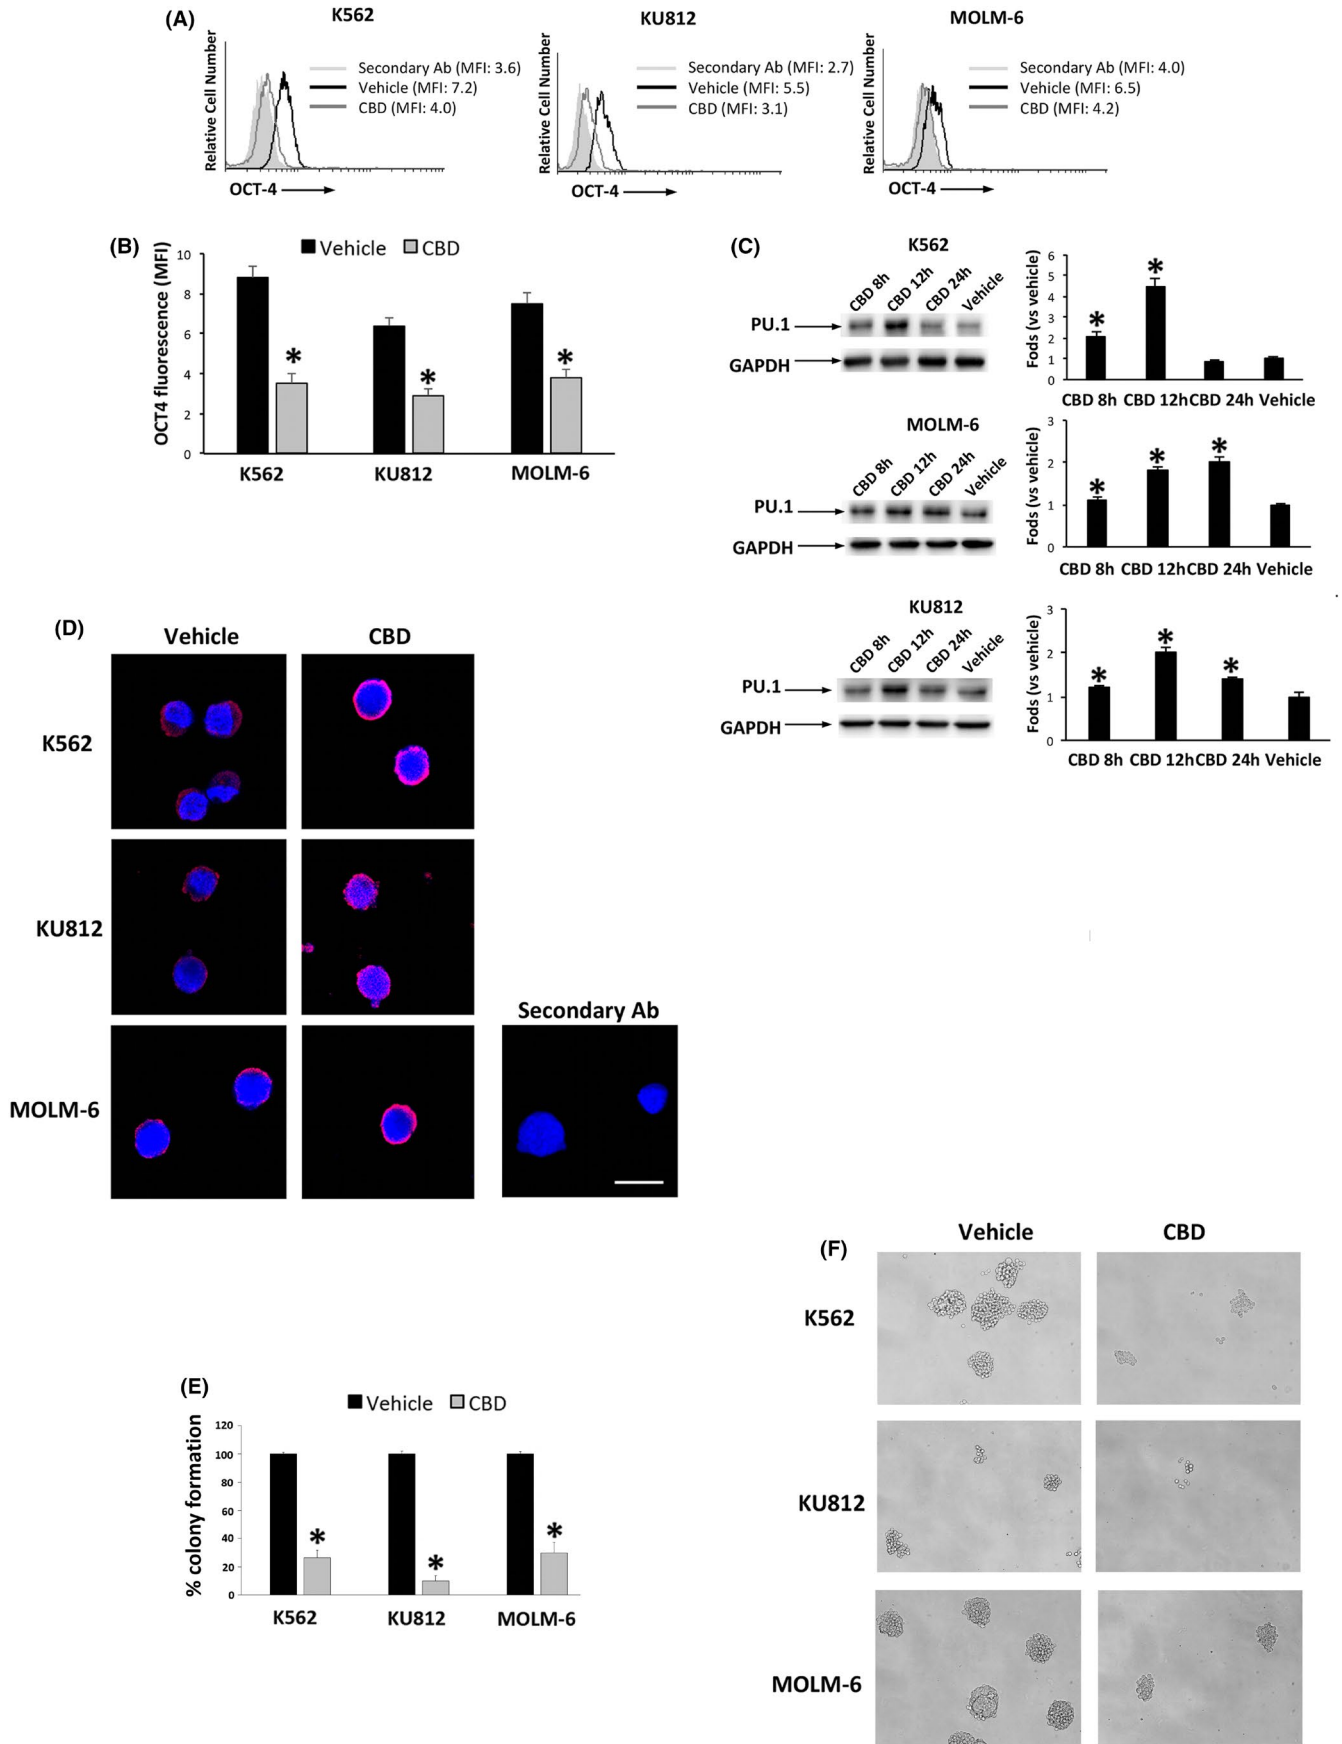 (A)
K562
KU812
MOLM-6
Relative Cell Number
Secondary Ab (MFI: 3.6)
Vehicle (MFI: 7.2)
CBD (MFI: 4.0)
OCT-4
Relative Cell Number
Secondary Ab (MFI: 2.7)
Vehicle (MFI: 5.5)
CBD (MFI: 3.1)
OCT-4
Relative Cell Number
Secondary Ab (MFI: 4.0)
Vehicle (MFI: 6.5)
CBD (MFI: 4.2)
OCT-4
(B)
Vehicle CBD
OCT4 fluorescence (MFI)
10
8
6
4
2
0
* * *
K562 KU812 MOLM-6
(C)
K562
CBD 8h CBD 12h CBD 24h Vehicle
PU.1
GAPDH
Fods (vs vehicle)
6
5
4
3
2
1
0
* *
CBD 8h CBD 12h CBD 24h Vehicle
MOLM-6
CBD 8h CBD 12h CBD 24h Vehicle
PU.1
GAPDH
Fods (vs vehicle)
3
2
1
0
* * *
CBD 8h CBD 12h CBD 24h Vehicle
KU812
CBD 8h CBD 12h CBD 24h Vehicle
PU.1
GAPDH
Fods (vs vehicle)
3
2
1
0
* * *
CBD 8h CBD 12h CBD 24h Vehicle
(D)
Vehicle CBD
K562
KU812
MOLM-6
Secondary Ab
(E)
Vehicle CBD
% colony formation
120
100
80
60
40
20
0
* * *
K562 KU812 MOLM-6
(F)
Vehicle CBD
K562
KU812
MOLM-6